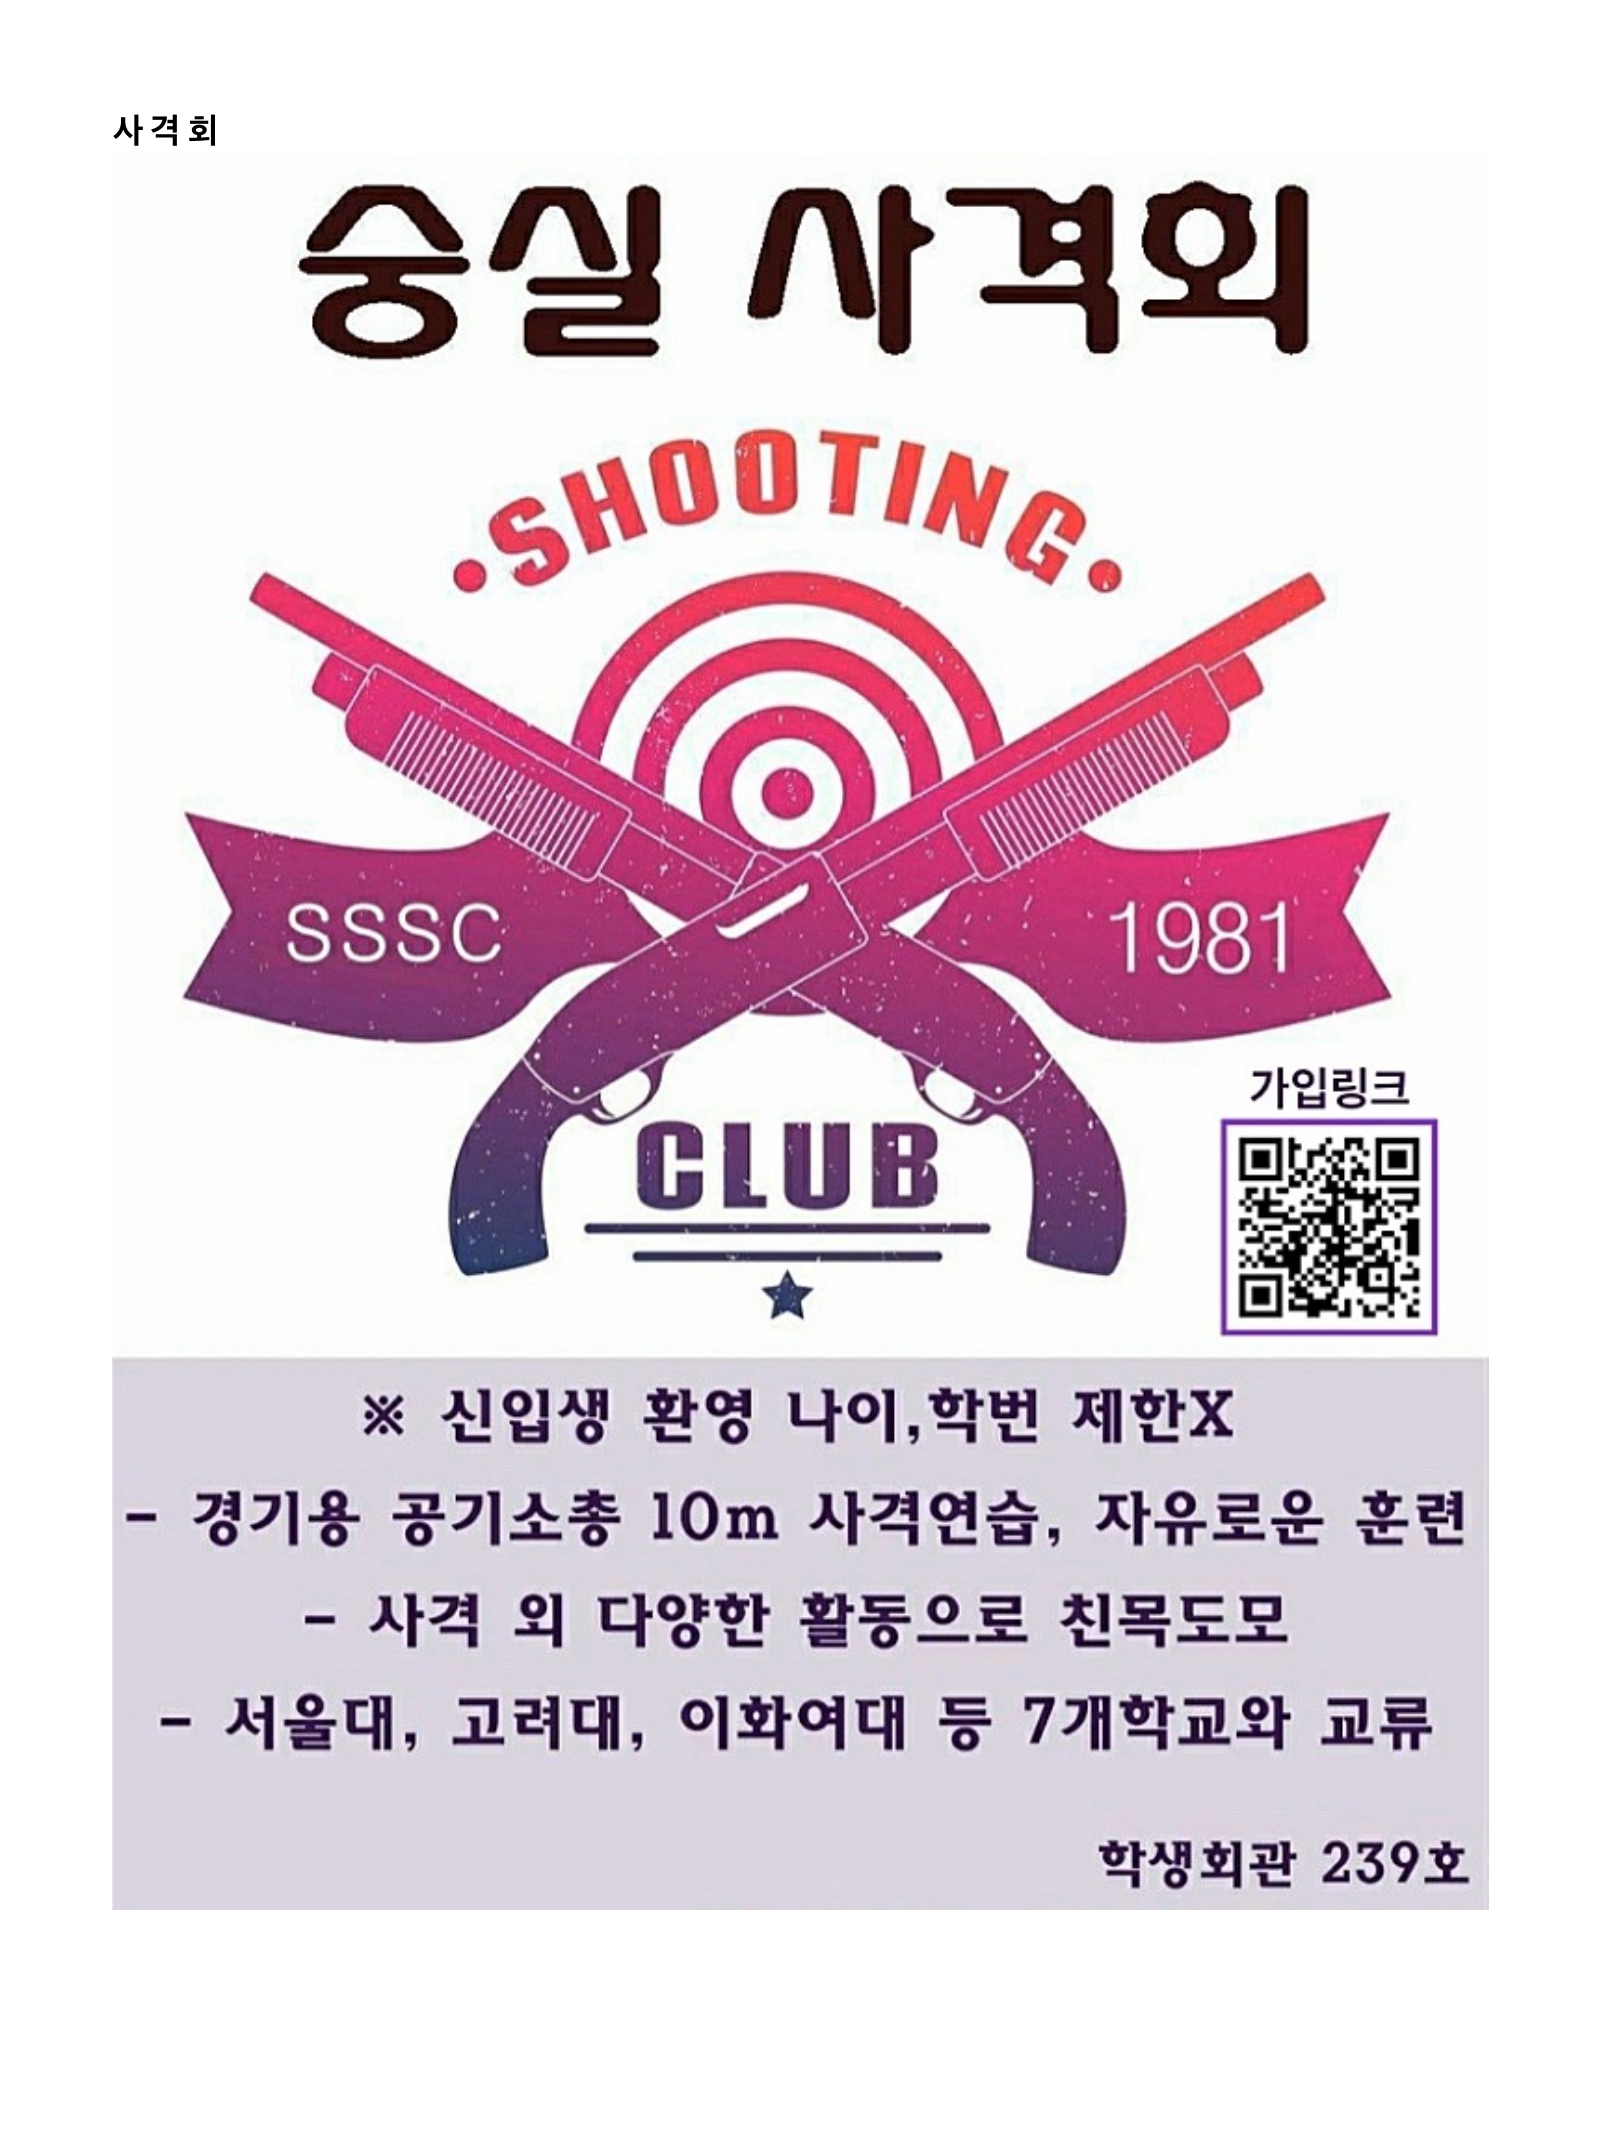 사격회
숭실 사격회
•SHOOTING•
SSSC
1981
가입링크
CLUB
※ 신입생 환영 나이,학번 제한X
- 경기용 공기소총 10m 사격연습, 자유로운 훈련
- 사격 외 다양한 활동으로 친목도모
- 서울대, 고려대, 이화여대 등 7개학교와 교류
학생회관 239호